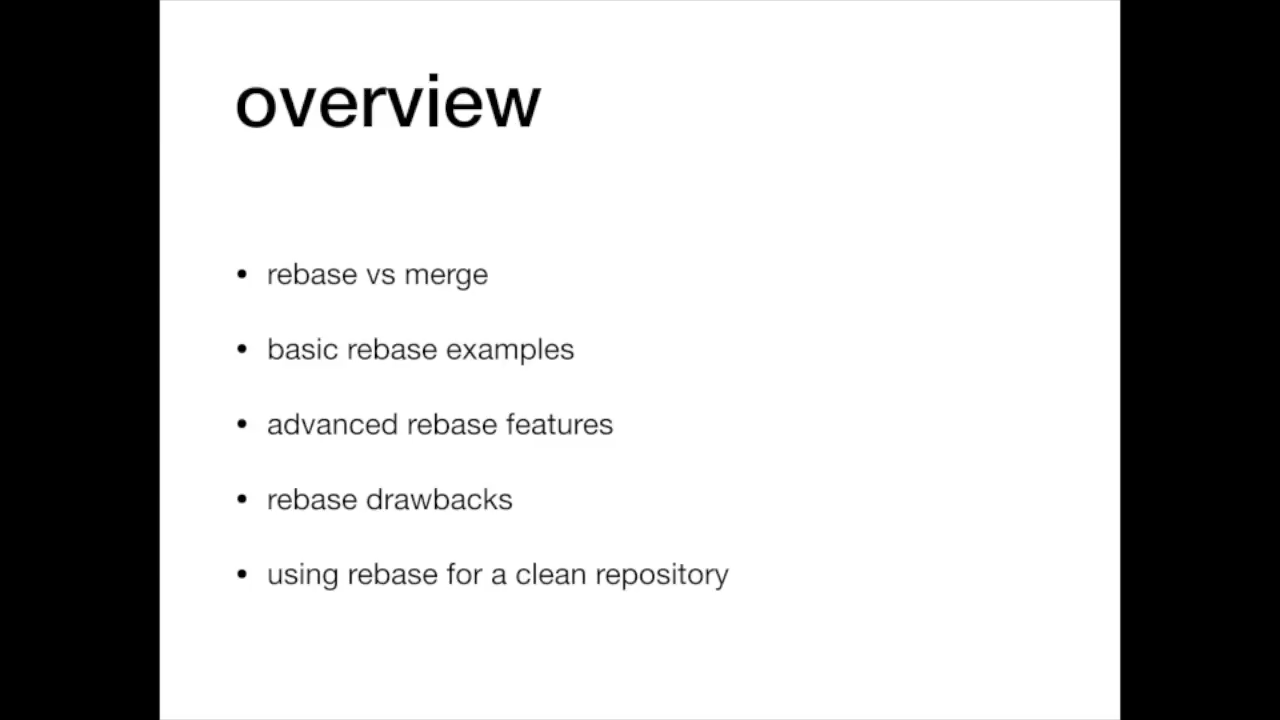 overview
• rebase vs merge
• basic rebase examples
• advanced rebase features
• rebase drawbacks
• using rebase for a clean repository